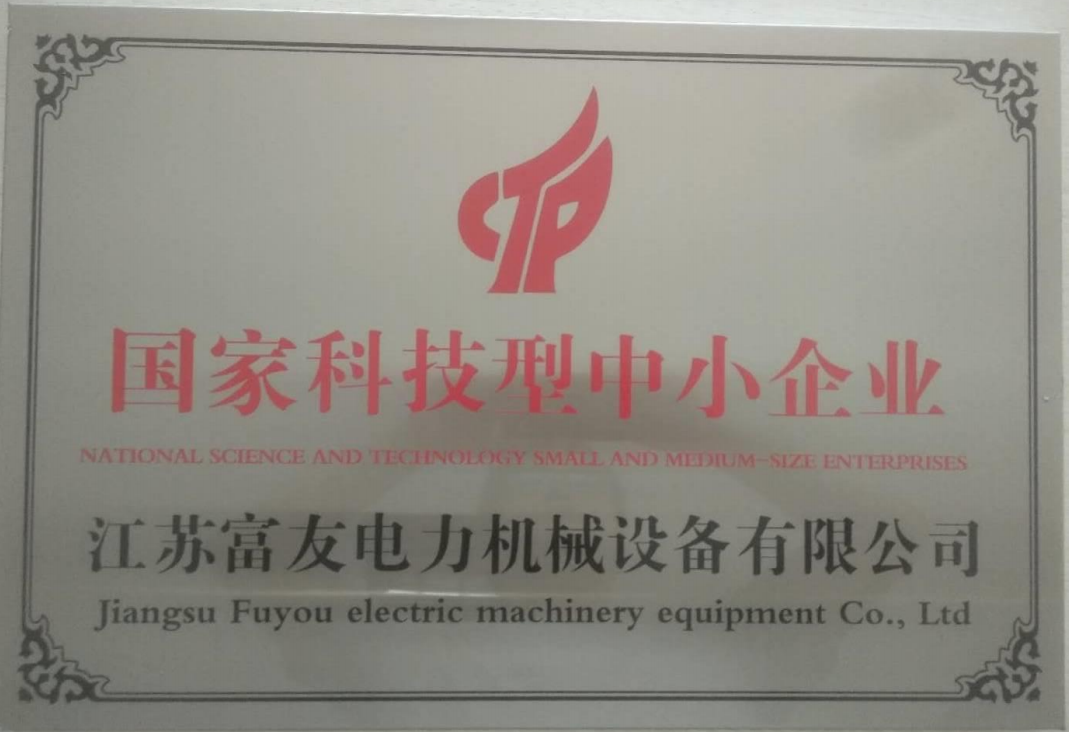 CTP
国家科技型中小企业
NATIONAL SCIENCE AND TECHNOLOGY SMALL AND MEDIUM-SIZE ENTERPRISES
江苏富友电力机械设备有限公司
Jiangsu Fuyou electric machinery equipment Co., Ltd